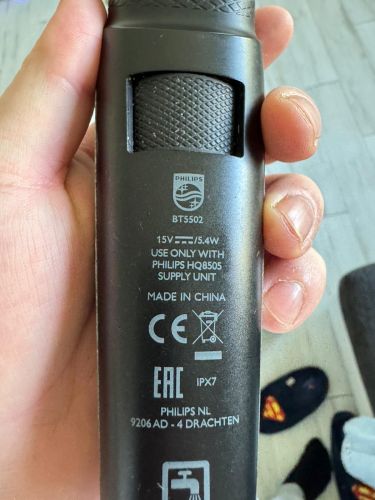 PHILIPS
BT5502
15V⎓/5.4W
USE ONLY WITH
PHILIPS HQ8505
SUPPLY UNIT
MADE IN CHINA
CE
EAC IPX7
PHILIPS NL
9206 AD - 4 DRACHTEN